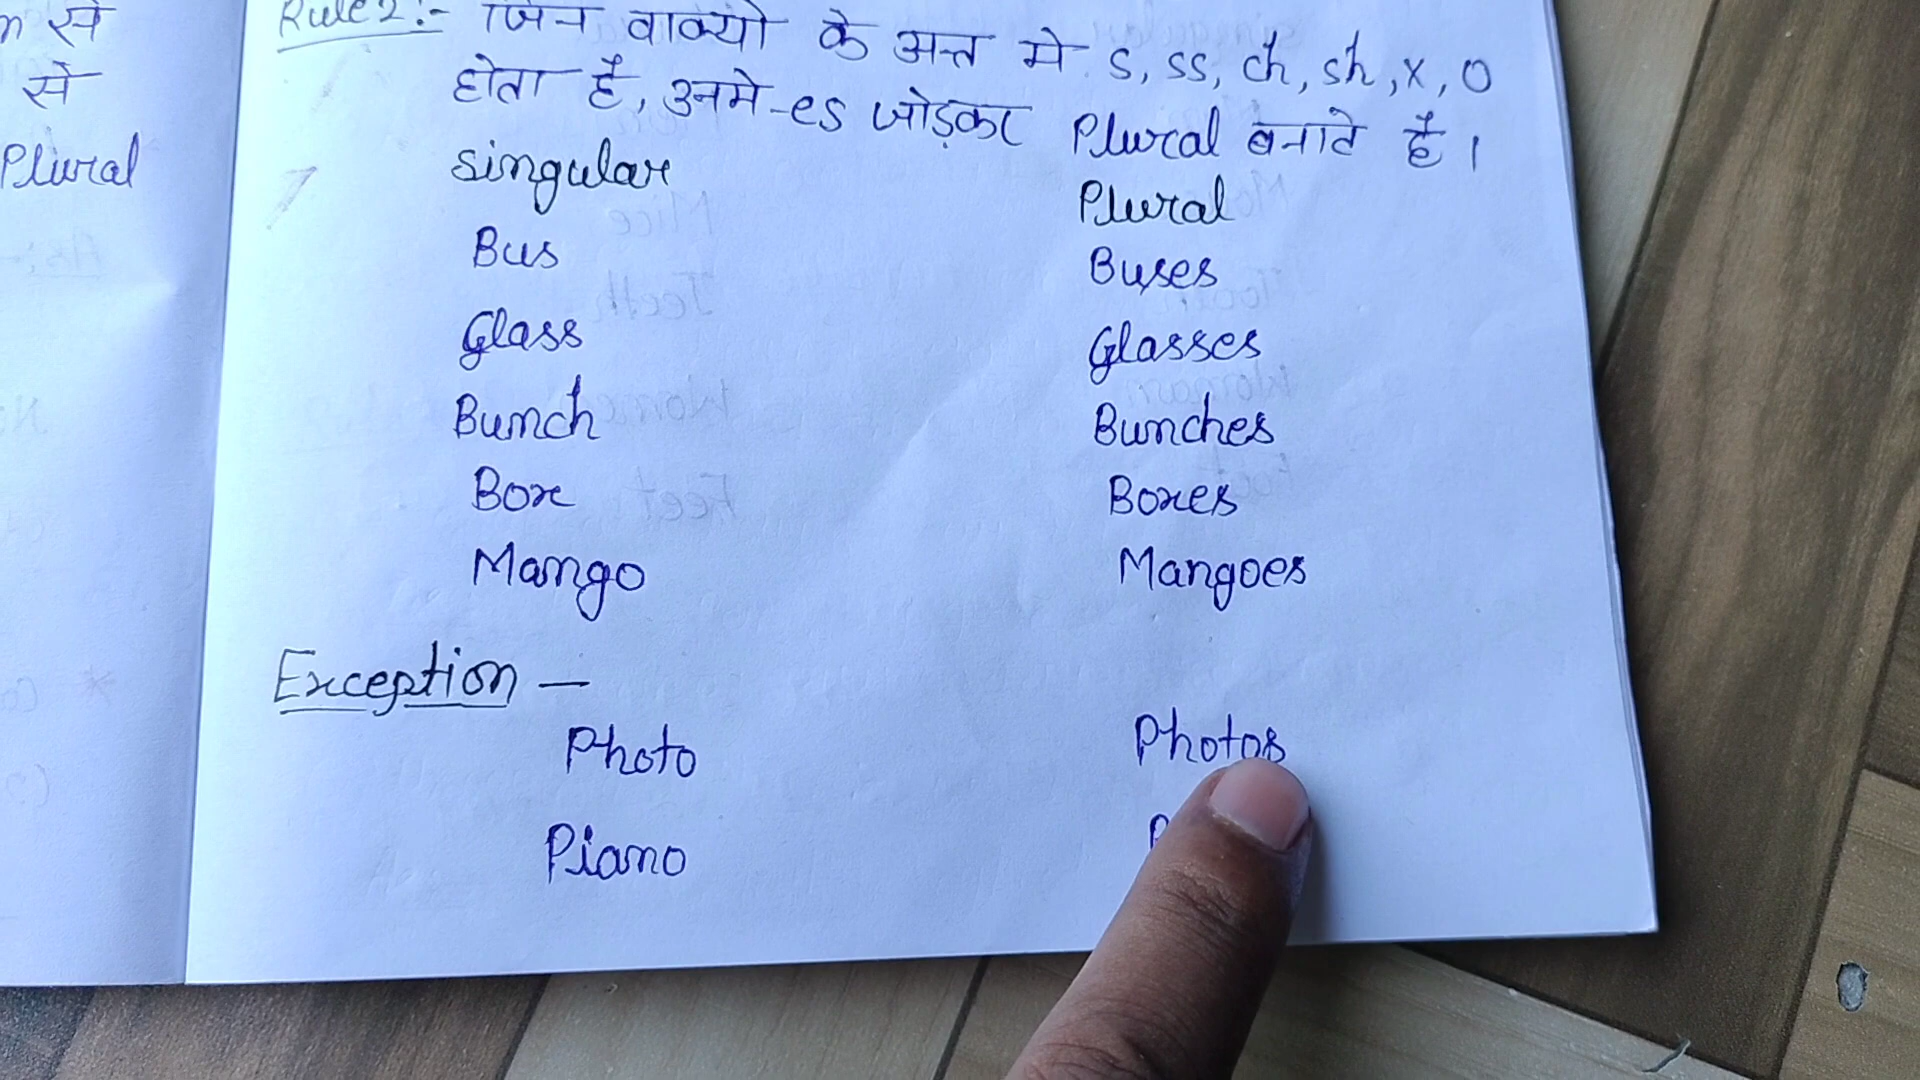 से
से
Plural
Rule 2:- जिन वाक्यो के अन्त मे s, ss, ch, sh, x, o
होता है, उनमे -es जोड़कर Plural बनाते है।
singular Plural
Bus Buses
Glass Glasses
Bunch Bunches
Box Boxes
Mango Mangoes
Exception —
Photo Photos
Piano